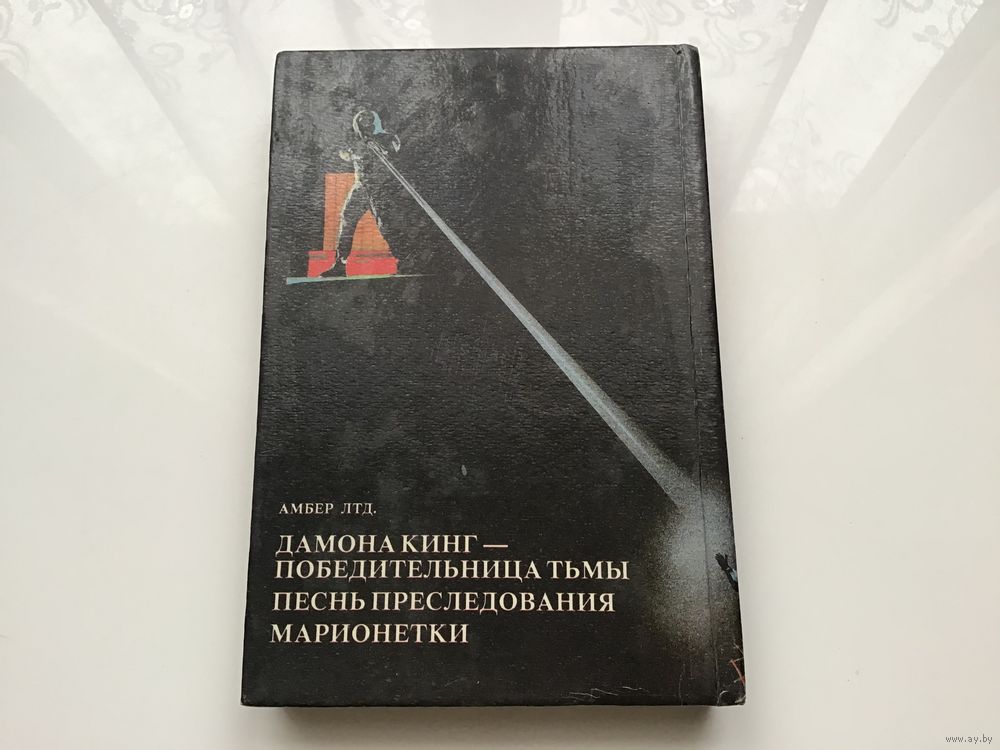 АМБЕР ЛТД.
ДАМОНА КИНГ —
ПОБЕДИТЕЛЬНИЦА ТЬМЫ
ПЕСНЬ ПРЕСЛЕДОВАНИЯ
МАРИОНЕТКИ
www.ay.by